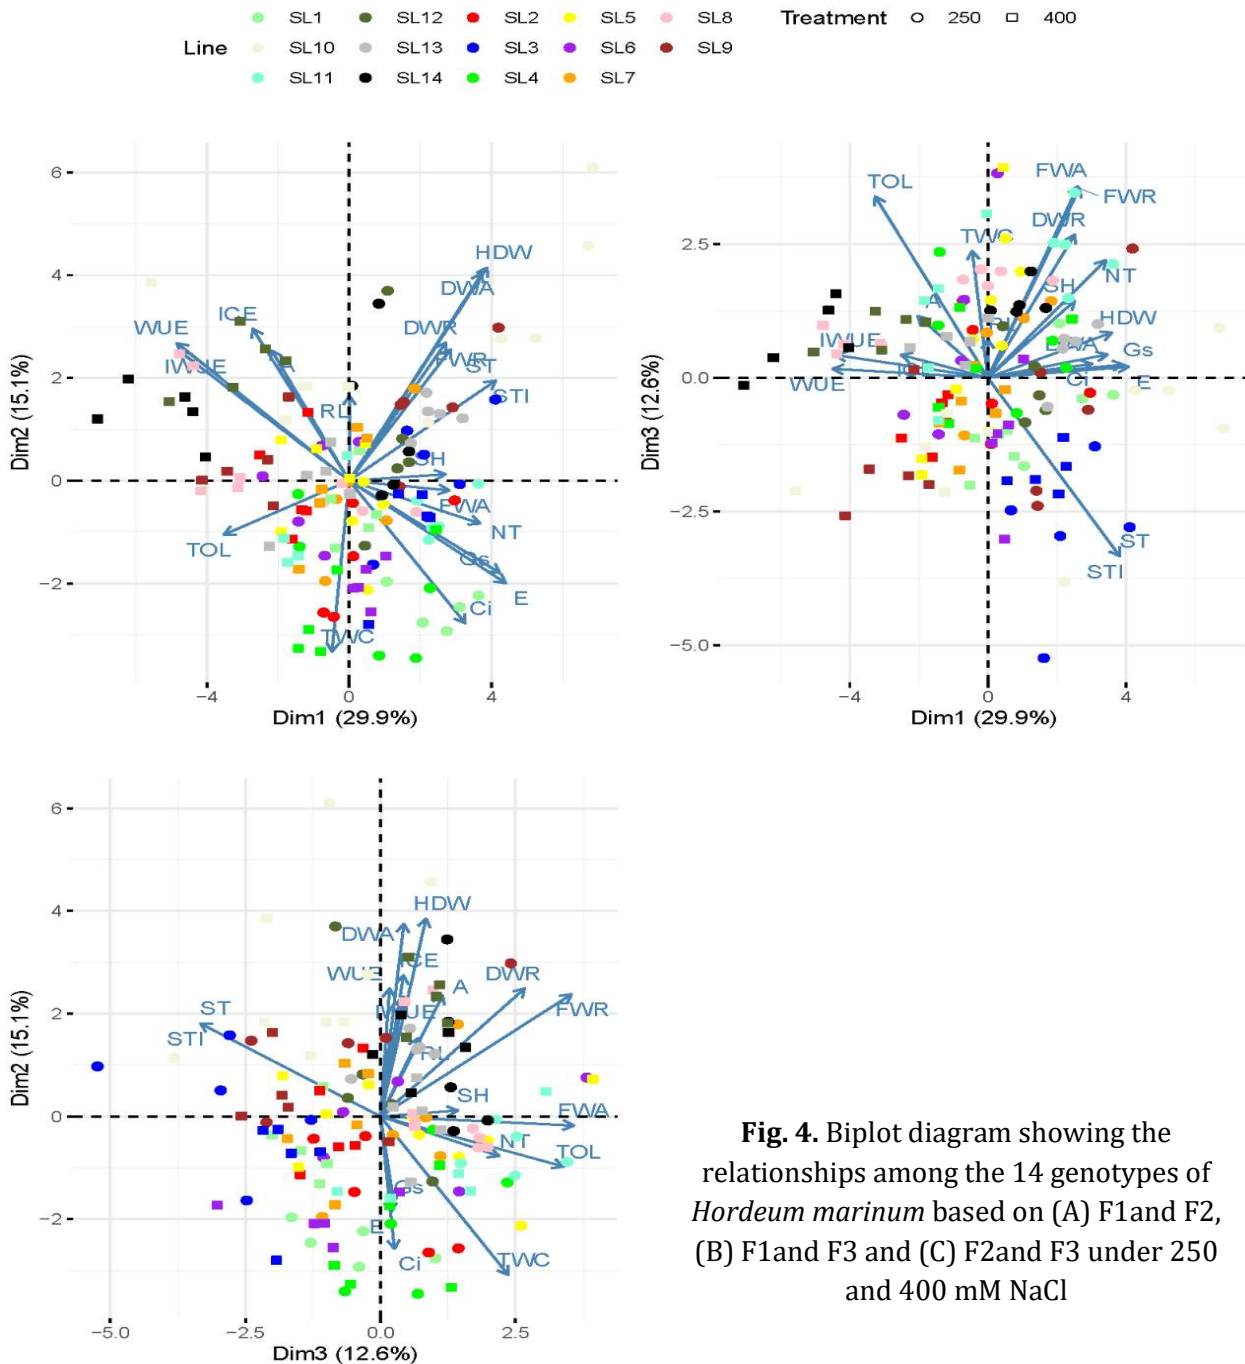 SL1 SL12 SL2 SL5 SL8 Treatment 250 400
Line SL10 SL13 SL3 SL6 SL9
SL11 SL14 SL4 SL7
6
4
2
0
−2
Dim2 (15.1%)
HDW
DWA
DWR
FWR
ST
STI
ICE
WUE
IWUE
A
RL
SH
FWA
NT
TOL
Gs
E
Ci
TWC
−4 0 4
Dim1 (29.9%)
2.5
0.0
−2.5
−5.0
Dim3 (12.6%)
FWA
TOL
FWR
DWR
TWC
NT
SH
A
HDW
RL
IWUE
DWA
Gs
WUE
Ci
E
ST
STI
−4 0 4
Dim1 (29.9%)
6
4
2
0
−2
Dim2 (15.1%)
HDW
DWA
ICE
WUE
DWR
A
IWUE
FWR
ST
STI
RL
SH
FWA
NT
TOL
Gs
E
Ci
TWC
−5.0 −2.5 0.0 2.5
Dim3 (12.6%)
Fig. 4. Biplot diagram showing the
relationships among the 14 genotypes of
Hordeum marinum based on (A) F1and F2,
(B) F1and F3 and (C) F2and F3 under 250
and 400 mM NaCl